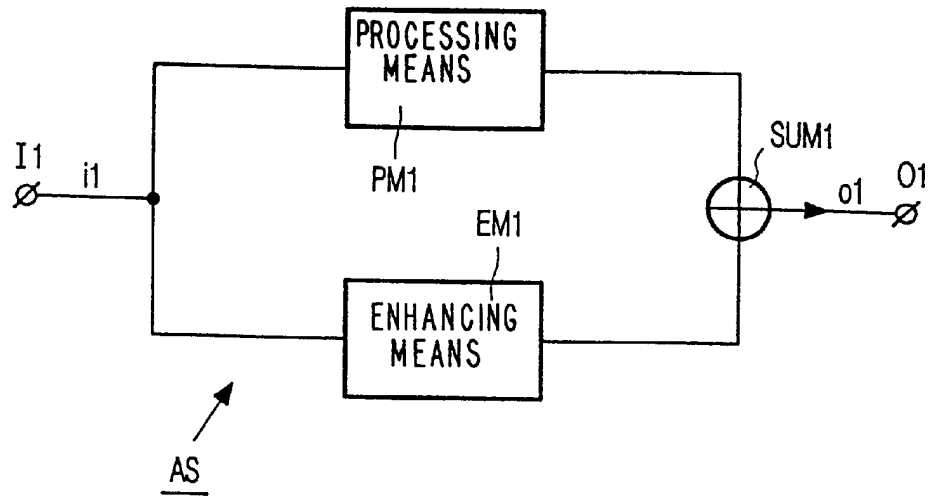 PROCESSING
MEANS
PM1
I1
i1
SUM1
o1
O1
EM1
ENHANCING
MEANS
AS